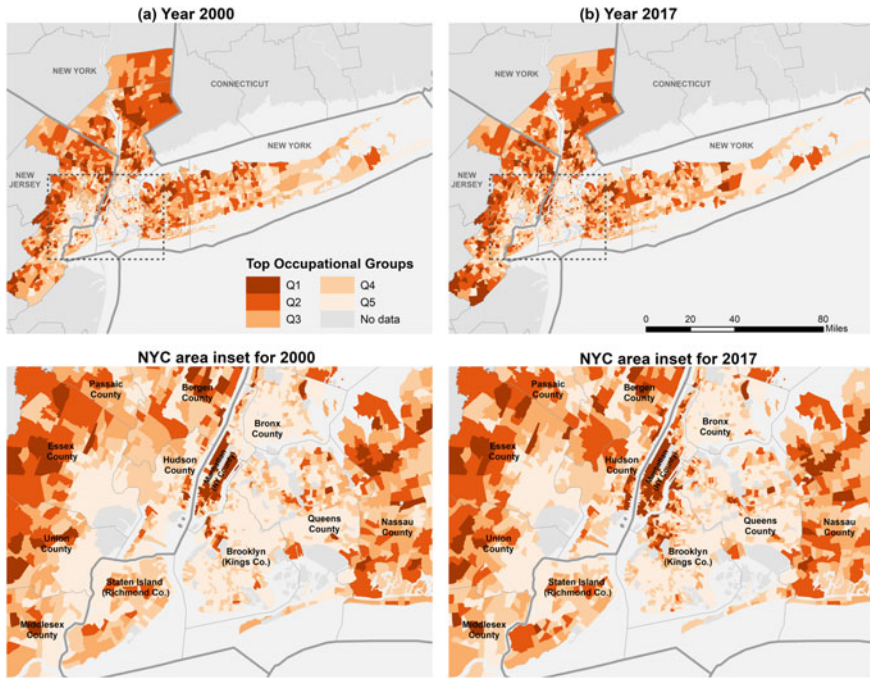 (a) Year 2000
(b) Year 2017
NEW YORK
CONNECTICUT
NEW YORK
NEW
JERSEY
NEW YORK
CONNECTICUT
NEW YORK
NEW
JERSEY
Top Occupational Groups
Q1
Q2
Q3
Q4
Q5
No data
0
20
40
80
Miles
NYC area inset for 2000
NYC area inset for 2017
Passaic
County
Bergen
County
Bronx
County
Essex
County
Hudson
County
(NY County)
Union
County
Queens
County
Nassau
County
Brooklyn
(Kings Co.)
Staten Island
(Richmond Co.)
Middlesex
County
Passaic
County
Bergen
County
Bronx
County
Essex
County
Hudson
County
(NY County)
Union
County
Queens
County
Nassau
County
Brooklyn
(Kings Co.)
Staten Island
(Richmond Co.)
Middlesex
County